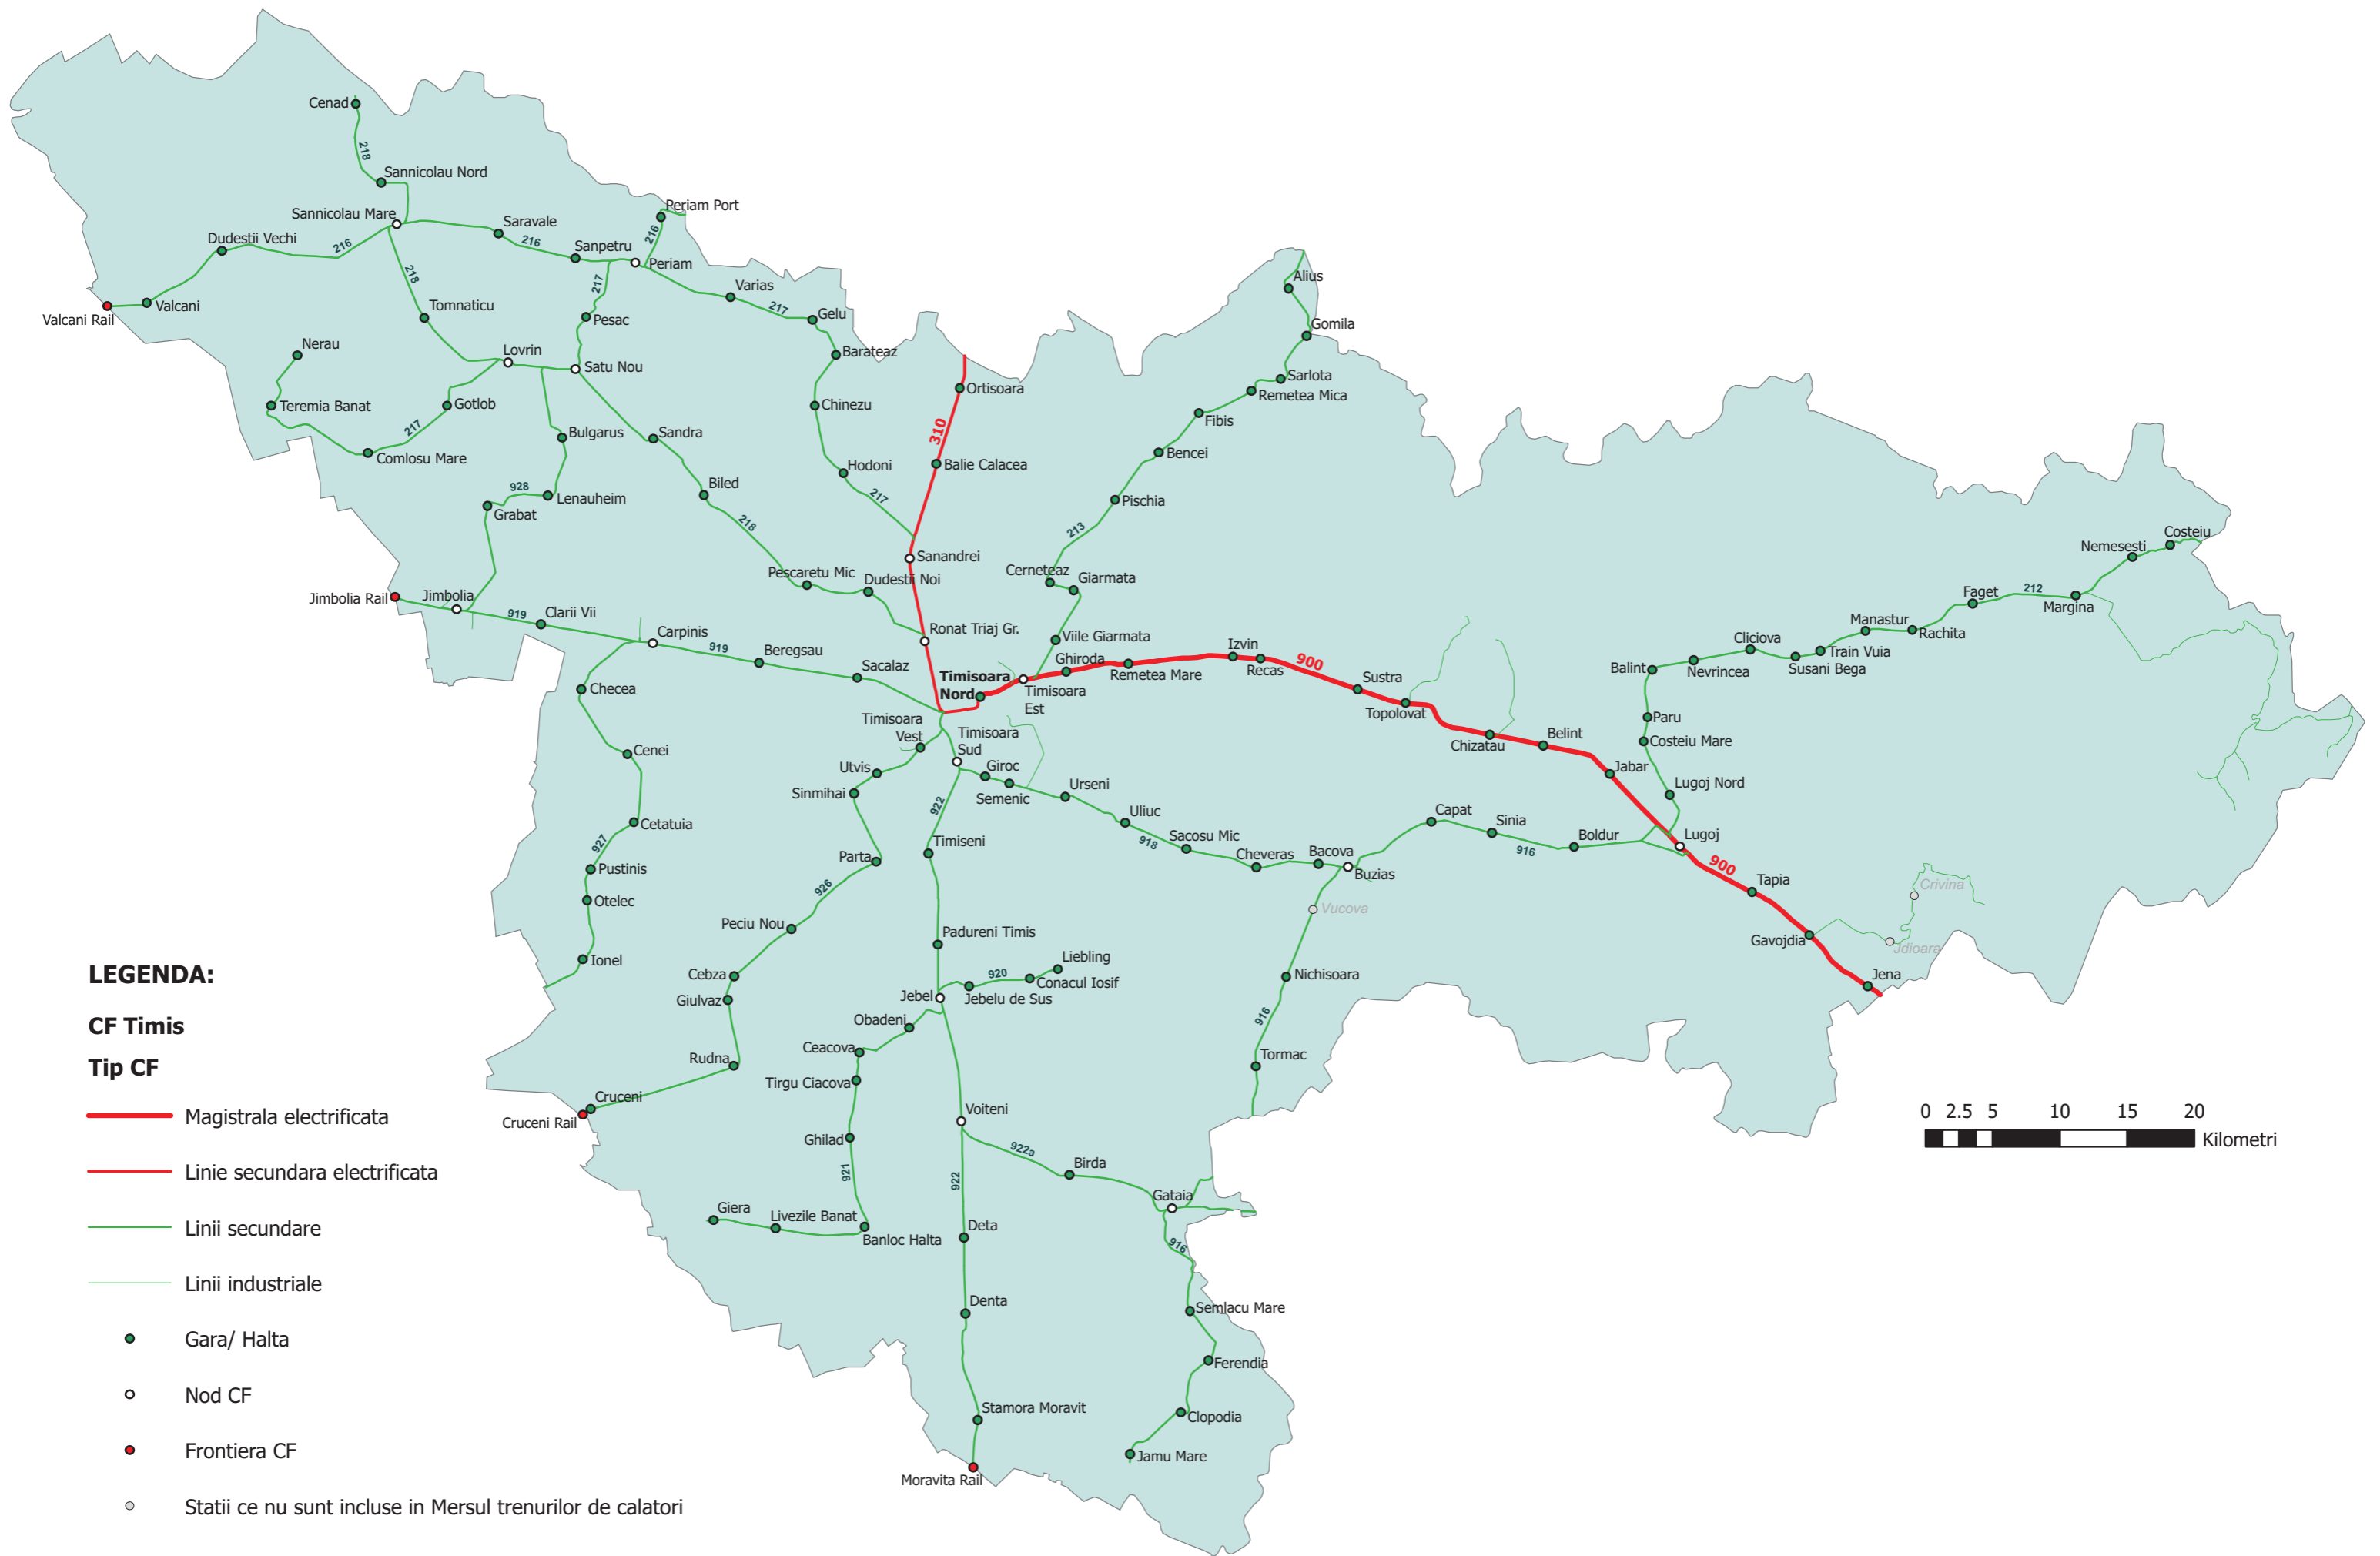 Cenad
218
Sannicolau Nord
Sannicolau Mare
Saravale
Periam Port
Dudestii Vechi
216
216
Sanpetru
216
Periam
218
217
Valcani
Valcani Rail
Tomnaticu
Pesac
Varias
217
Gelu
Alius
Gomila
Nerau
Lovrin
Satu Nou
Barateaz
Ortisoara
Sarlota
Remetea Mica
Teremia Banat
Gotlob
Chinezu
Fibis
217
Bulgarus
Sandra
310
Comlosu Mare
Hodoni
Balie Calacea
Bencei
928
Lenauheim
Biled
217
Pischia
Grabat
218
213
Costeiu
Nemesesti
Sanandrei
Pescaretu Mic
Dudestii Noi
Cerneteaz
Giarmata
Jimbolia Rail
Jimbolia
919
Clarii Vii
Faget
212
Margina
Manastur
Rachita
Carpinis
919
Beregsau
Ronat Triaj Gr.
Viile Giarmata
Cliciova
Train Vuia
Sacalaz
Ghiroda
Izvin
900
Balint
Nevrincea
Susani Bega
Timisoara
Nord
Remetea Mare
Recas
Sustra
Checea
Timisoara
Est
Topolovat
Paru
Timisoara
Vest
Timisoara
Sud
Chizatau
Belint
Costeiu Mare
Cenei
Utvis
Giroc
Jabar
Sinmihai
Semenic
Urseni
Lugoj Nord
922
Cetatuia
Uliuc
Capat
Sinia
Boldur
Lugoj
927
Timiseni
918
Sacosu Mic
916
Parta
Cheveras
Bacova
900
Pustinis
926
Buzias
Tapia
Crivina
Otelec
Vucova
Peciu Nou
Padureni Timis
Gavojdia
Jdioara
Ionel
Liebling
LEGENDA:
Cebza
920
Conacul Iosif
Nichisoara
Jena
Giulvaz
Jebel
Jebelu de Sus
CF Timis
Obadeni
916
Ceacova
Rudna
Tormac
Tip CF
Tirgu Ciacova
Cruceni
Cruceni Rail
Voiteni
0 2.5 5 10 15 20
Kilometri
Magistrala electrificata
Ghilad
922a
Birda
Linie secundara electrificata
921
922
Gataia
Giera
Livezile Banat
Banloc Halta
Deta
Linii secundare
916
Linii industriale
Denta
Semlacu Mare
Gara/ Halta
Ferendia
Nod CF
Stamora Moravit
Clopodia
Frontiera CF
Jamu Mare
Moravita Rail
Statii ce nu sunt incluse in Mersul trenurilor de calatori